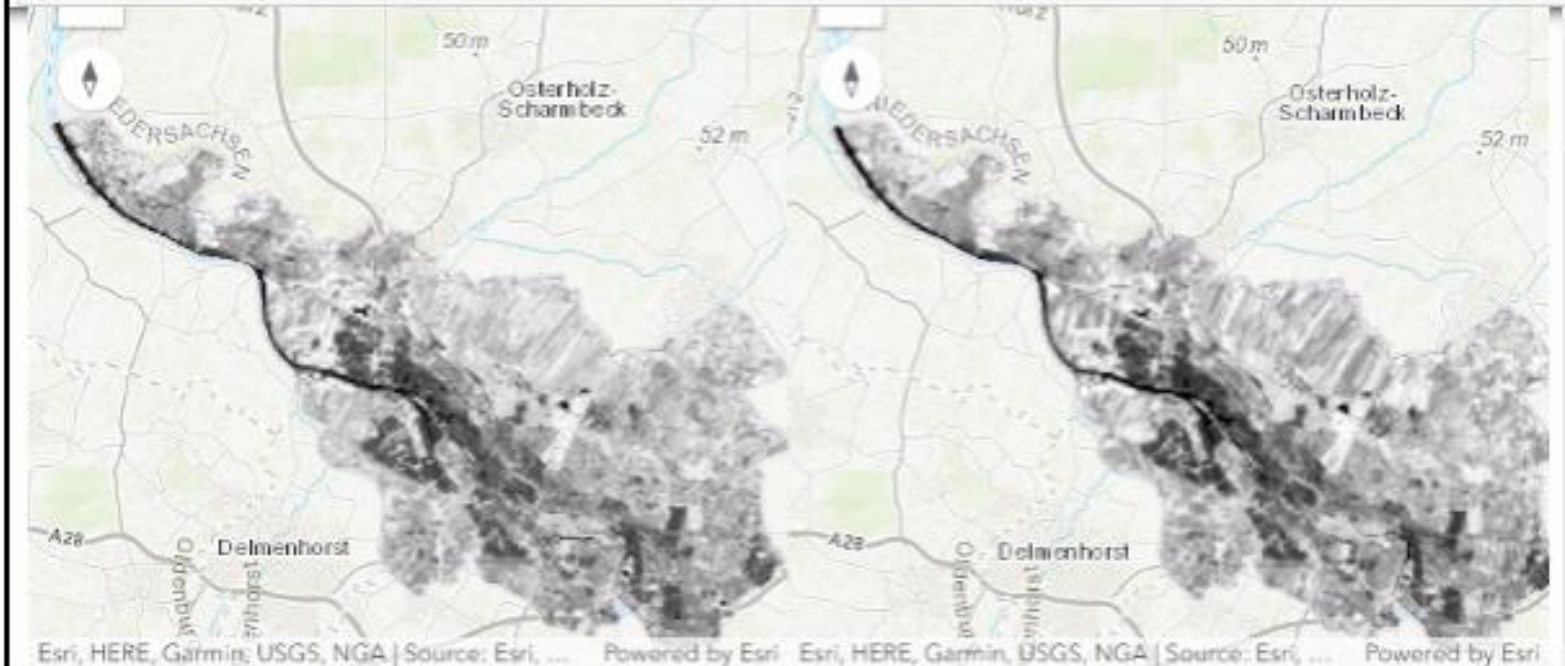 50 m
Osterholz-
Scharmbeck
52 m
EDERSACHSEN
A28
Delmenhorst
Esri, HERE, Garmin, USGS, NGA | Source: Esri, ...
Powered by Esri
50 m
Osterholz-
Scharmbeck
52 m
NIEDERSACHSEN
A28
Delmenhorst
Esri, HERE, Garmin, USGS, NGA | Source: Esri, ...
Powered by Esri